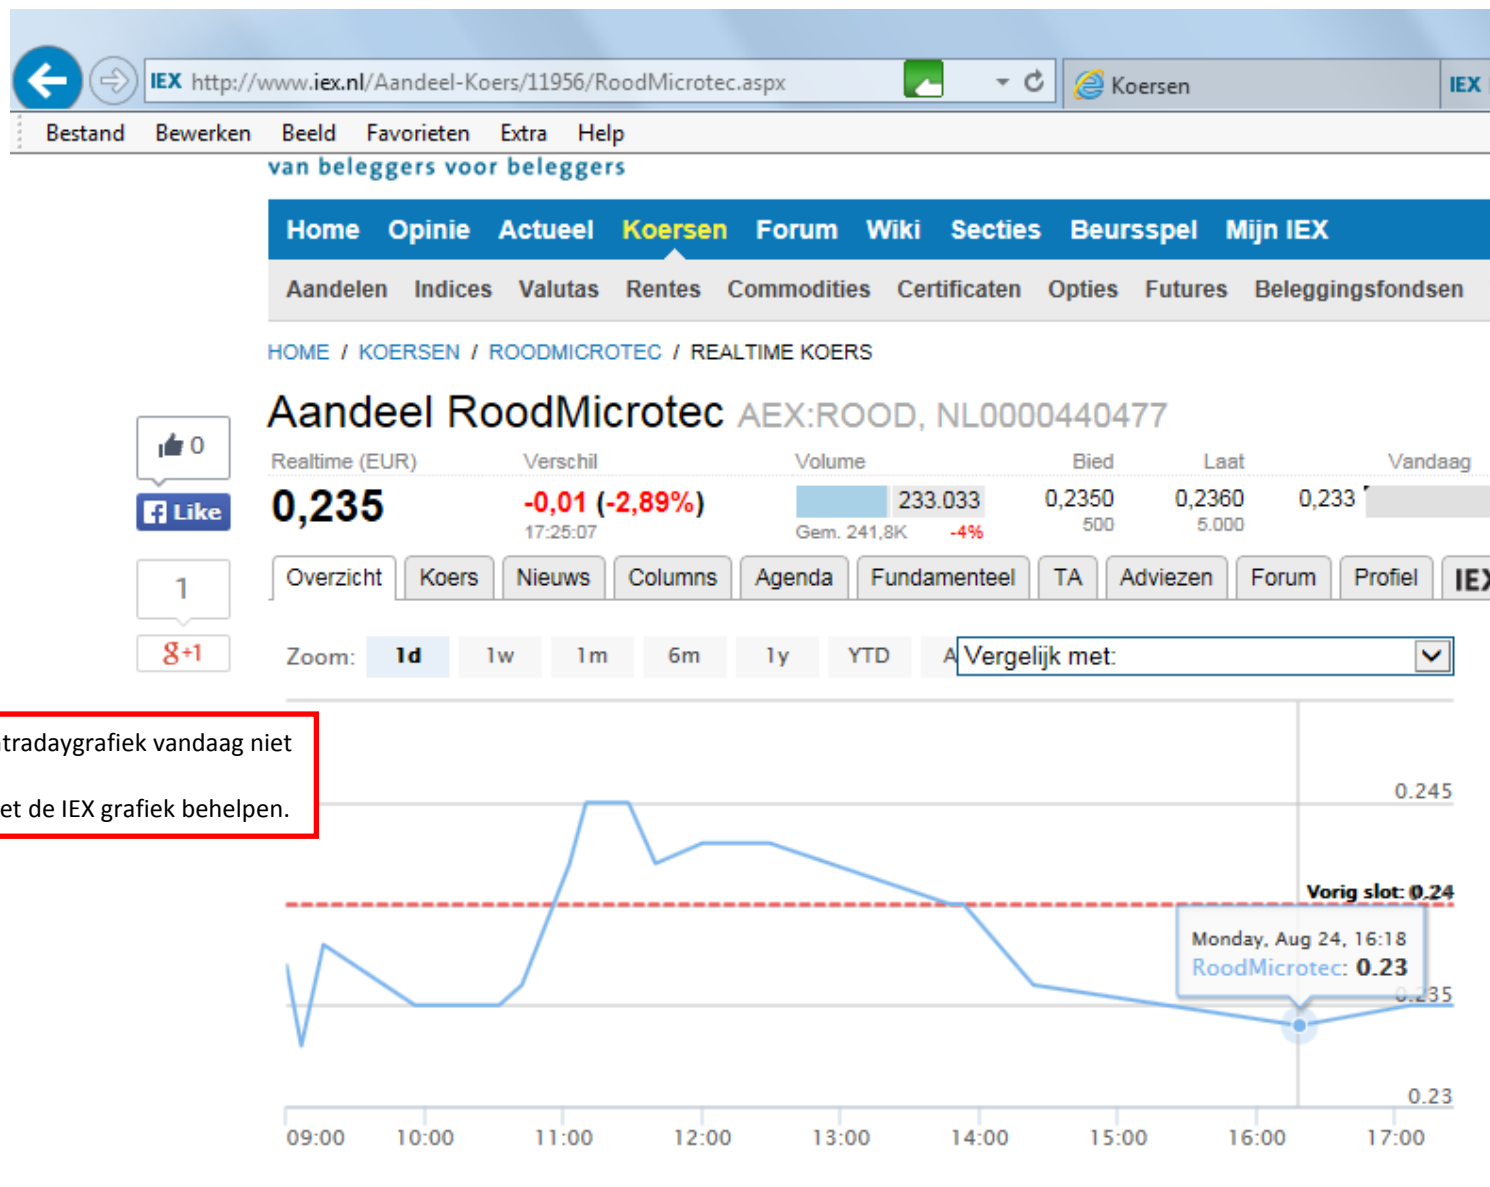 IEX http://www.iex.nl/Aandeel-Koers/11956/RoodMicrotec.aspx Koersen IEX
Bestand Bewerken Beeld Favorieten Extra Help
van beleggers voor beleggers
Home Opinie Actueel Koersen Forum Wiki Secties Beursspel Mijn IEX
Aandelen Indices Valutas Rentes Commodities Certificaten Opties Futures Beleggingsfondsen
HOME / KOERSEN / ROODMICROTEC / REALTIME KOERS
Aandeel RoodMicrotec AEX:ROOD, NL0000440477
0
Like
Realtime (EUR) Verschil Volume Bied Laat Vandaag
0,235 -0,01 (-2,89%) 233.033 0,2350 0,2360 0,233
17:25:07 Gem. 241,8K -4% 500 5.000
Overzicht Koers Nieuws Columns Agenda Fundamenteel TA Adviezen Forum Profiel IEX
1
g+1
Zoom: 1d 1w 1m 6m 1y YTD A Vergelijk met:
tradaygrafiek vandaag niet
et de IEX grafiek behelpen.
0.245
Vorig slot: 0.24
Monday, Aug 24, 16:18
RoodMicrotec: 0.23
0.235
0.23
09:00 10:00 11:00 12:00 13:00 14:00 15:00 16:00 17:00